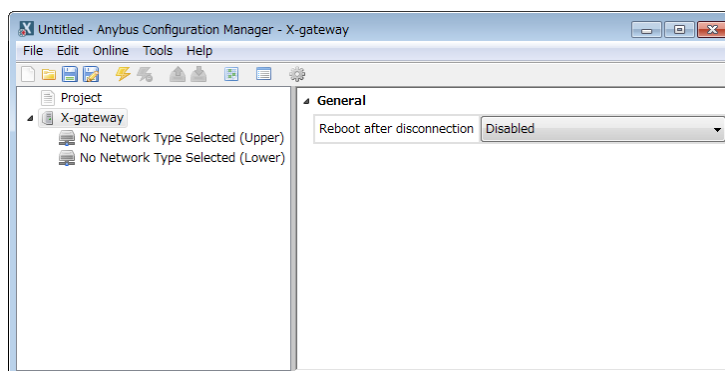 Untitled - Anybus Configuration Manager - X-gateway
File Edit Online Tools Help
Project
X-gateway
No Network Type Selected (Upper)
No Network Type Selected (Lower)
General
Reboot after disconnection Disabled